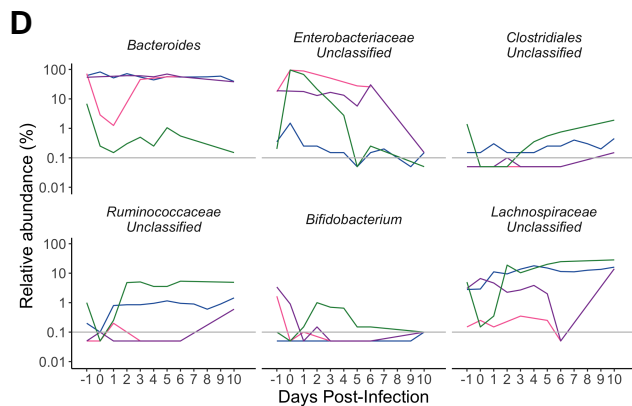 D
Bacteroides
Enterobacteriaceae
Unclassified
Clostridiales
Unclassified
100
10
1
0.1
0.01
Ruminococcaceae
Unclassified
Bifidobacterium
Lachnospiraceae
Unclassified
100
10
1
0.1
0.01
Relative abundance (%)
-1 0 1 2 3 4 5 6 7 8 9 10
-1 0 1 2 3 4 5 6 7 8 9 10
-1 0 1 2 3 4 5 6 7 8 9 10
Days Post-Infection